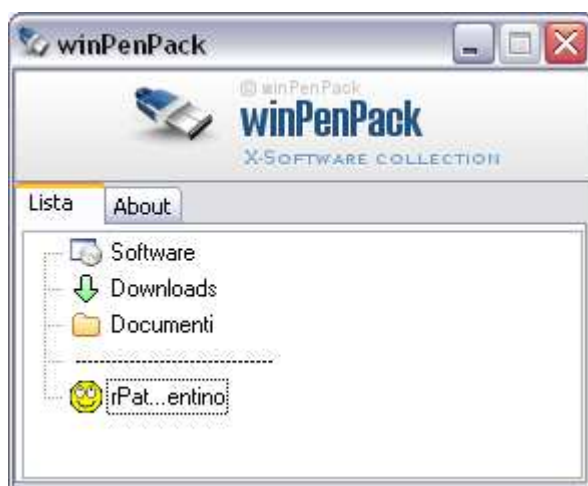 winPenPack
© winPenPack
winPenPack
X-SOFTWARE COLLECTION
Lista About
Software
Downloads
Documenti
rPat...entino